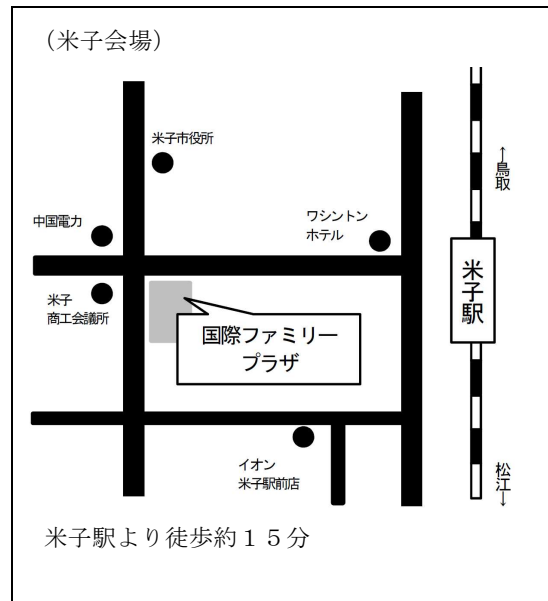 （米子会場）
米子市役所
↑鳥取
中国電力
ワシントン
ホテル
米子駅
米子
商工会議所
国際ファミリー
プラザ
イオン
米子駅前店
松江↓
米子駅より徒歩約１５分